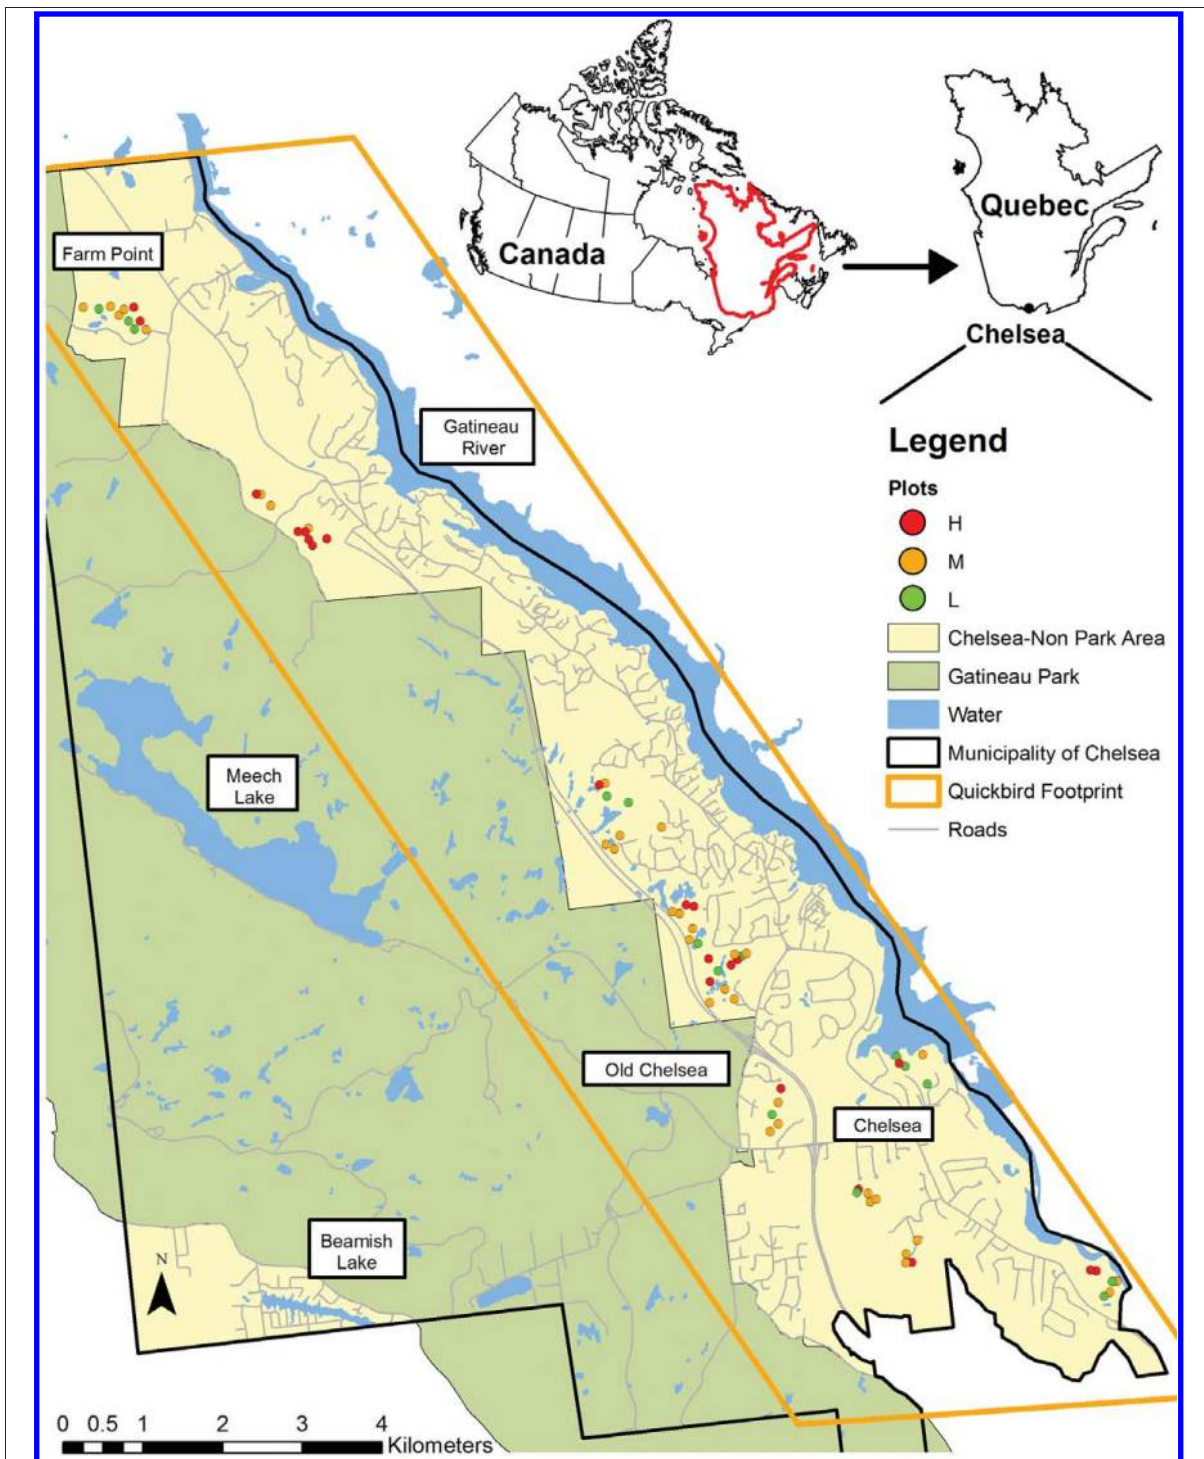 Canada
Quebec
Chelsea
Farm Point
Gatineau
River
Meech
Lake
Old Chelsea
Chelsea
Beamish
Lake
N
Legend
Plots
H
M
L
Chelsea-Non Park Area
Gatineau Park
Water
Municipality of Chelsea
Quickbird Footprint
Roads
0 0.5 1 2 3 4
Kilometers